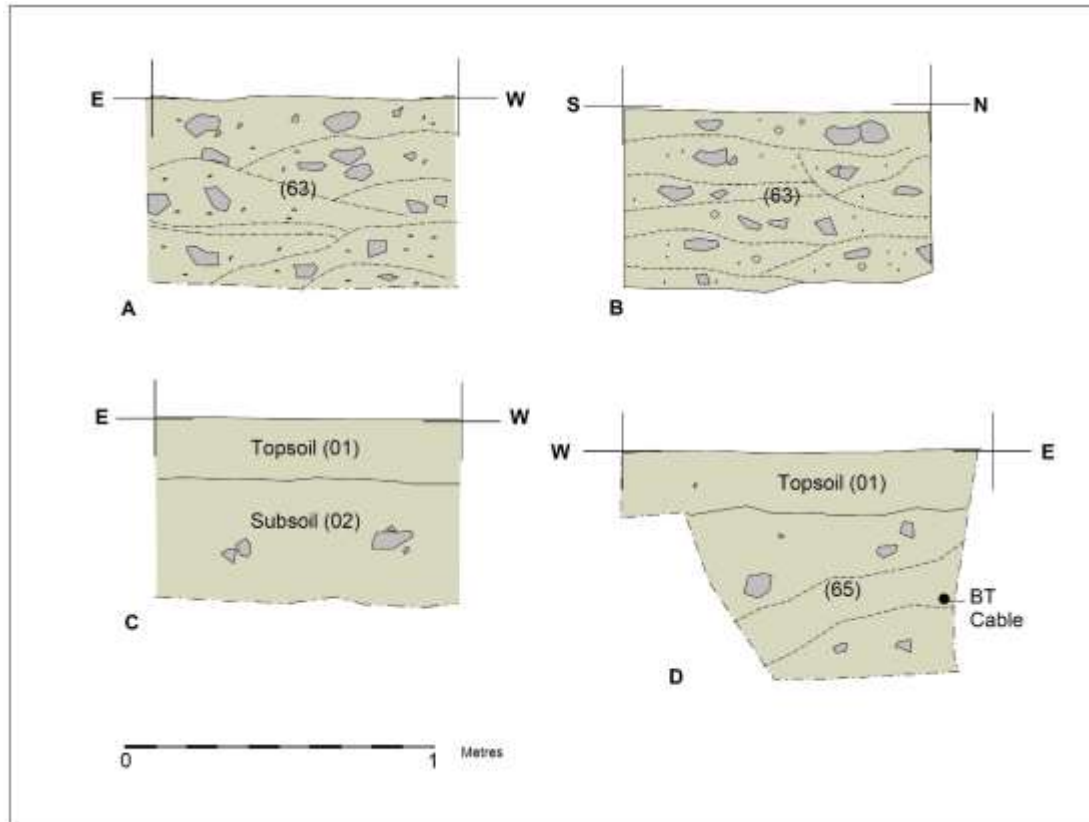 E
W
(63)
A
S
N
(63)
B
E
W
Topsoil (01)
Subsoil (02)
C
W
E
Topsoil (01)
(65)
BT
Cable
D
0
1
Metres